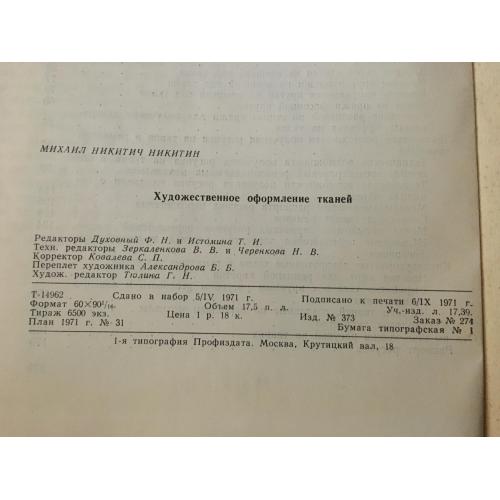 МИХАИЛ НИКИТИЧ НИКИТИН
Художественное оформление тканей
Редакторы Духовный Ф. Н. и Истомина Т. И.
Техн. редакторы Зеркаленкова В. В. и Черенкова Н. В.
Корректор Ковалева С. П.
Переплет художника Александрова Б. Б.
Худож. редактор Тюлина Г. Н.
Т-14962 Сдано в набор 5/IV 1971 г. Подписано к печати 6/IX 1971 г.
Формат 60×90¹/₁₆. Объем 17,5 п. л. Уч.-изд. л. 17,39.
Тираж 6500 экз. Цена 1 р. 18 к. Изд. № 373 Заказ № 274
План 1971 г. № 31 Бумага типографская № 1
1-я типография Профиздата. Москва, Крутицкий вал, 18